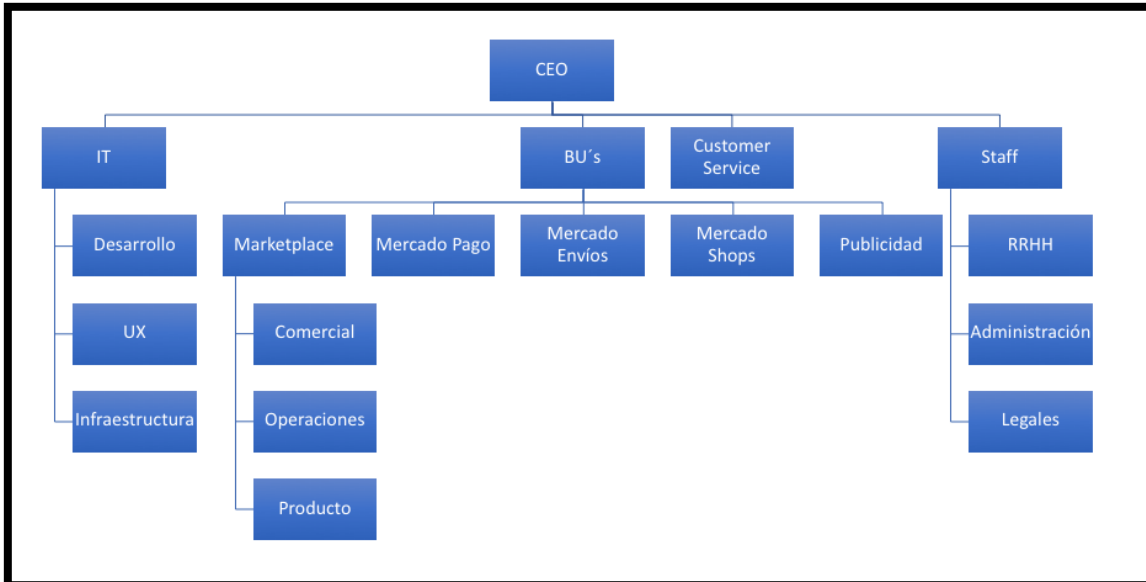 CEO
IT
BU´s
Customer
Service
Staff
Desarrollo
Marketplace
Mercado Pago
Mercado
Envíos
Mercado
Shops
Publicidad
RRHH
UX
Comercial
Administración
Infraestructura
Operaciones
Legales
Producto